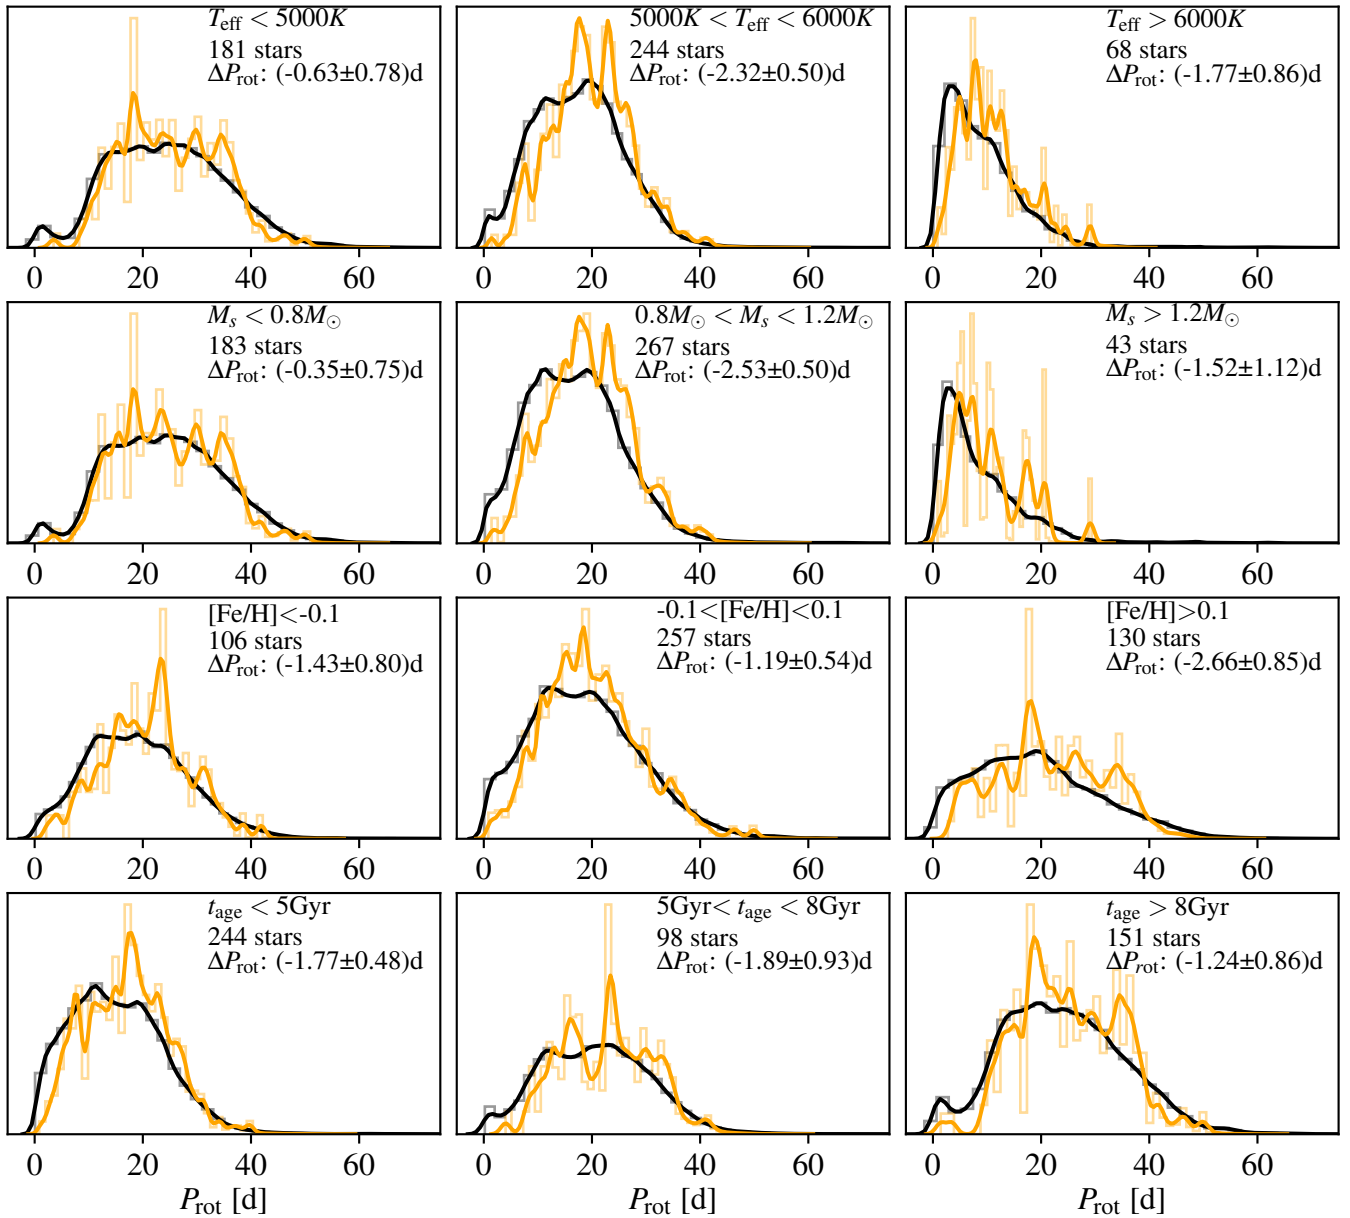 T_eff < 5000K
181 stars
ΔP_rot: (-0.63±0.78)d
5000K < T_eff < 6000K
244 stars
ΔP_rot: (-2.32±0.50)d
T_eff > 6000K
68 stars
ΔP_rot: (-1.77±0.86)d
0 20 40 60
0 20 40 60
0 20 40 60
M_s < 0.8M_⊙
183 stars
ΔP_rot: (-0.35±0.75)d
0.8M_⊙ < M_s < 1.2M_⊙
267 stars
ΔP_rot: (-2.53±0.50)d
M_s > 1.2M_⊙
43 stars
ΔP_rot: (-1.52±1.12)d
0 20 40 60
0 20 40 60
0 20 40 60
[Fe/H]<-0.1
106 stars
ΔP_rot: (-1.43±0.80)d
-0.1<[Fe/H]<0.1
257 stars
ΔP_rot: (-1.19±0.54)d
[Fe/H]>0.1
130 stars
ΔP_rot: (-2.66±0.85)d
0 20 40 60
0 20 40 60
0 20 40 60
t_age < 5Gyr
244 stars
ΔP_rot: (-1.77±0.48)d
5Gyr< t_age < 8Gyr
98 stars
ΔP_rot: (-1.89±0.93)d
t_age > 8Gyr
151 stars
ΔP_rot: (-1.24±0.86)d
0 20 40 60
0 20 40 60
0 20 40 60
P_rot [d]
P_rot [d]
P_rot [d]